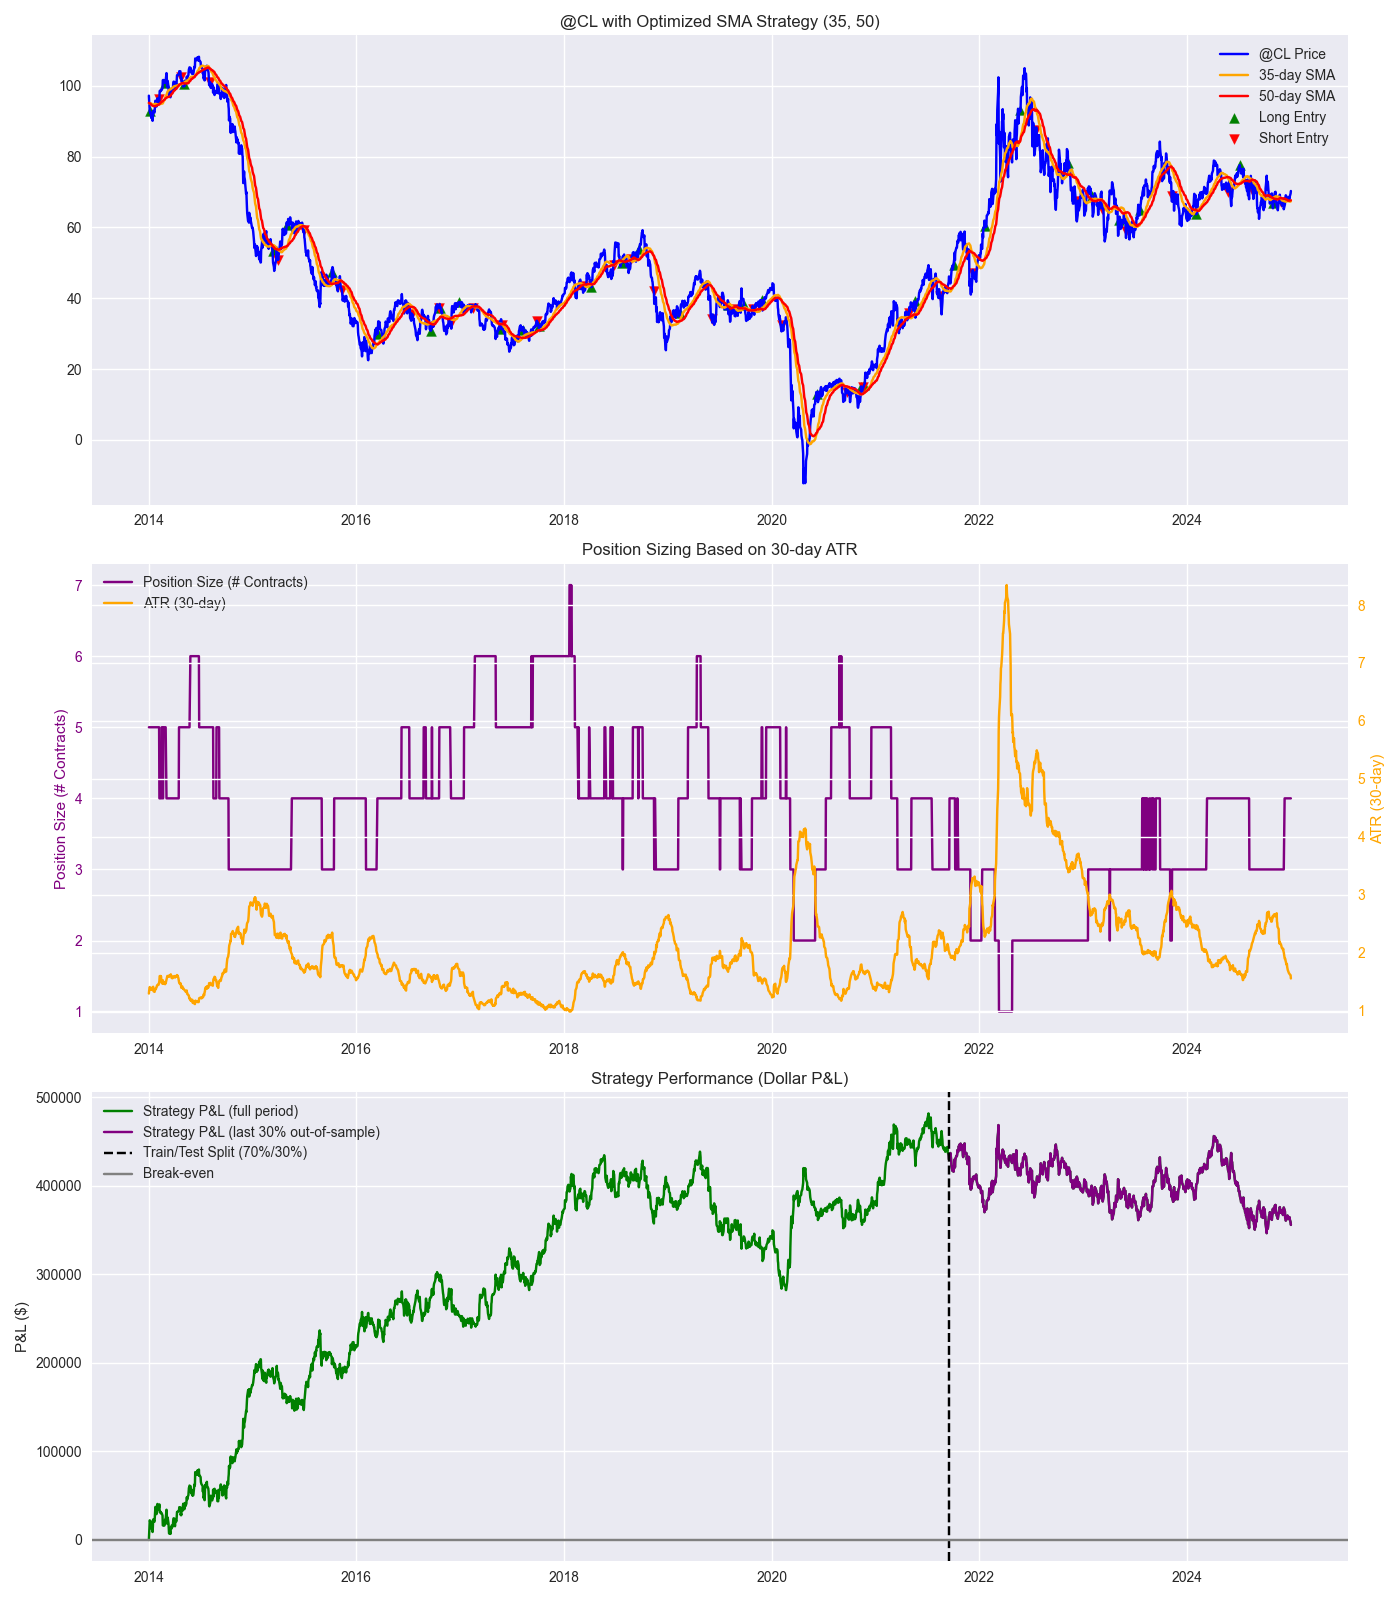 @CL with Optimized SMA Strategy (35, 50)
@CL Price
35-day SMA
50-day SMA
Long Entry
Short Entry
100
80
60
40
20
0
2014 2016 2018 2020 2022 2024
Position Sizing Based on 30-day ATR
Position Size (# Contracts)
ATR (30-day)
Position Size (# Contracts)
7
6
5
4
3
2
1
8
7
6
5
4
3
2
1
ATR (30-day)
2014 2016 2018 2020 2022 2024
Strategy Performance (Dollar P&L)
Strategy P&L (full period)
Strategy P&L (last 30% out-of-sample)
Train/Test Split (70%/30%)
Break-even
P&L ($)
500000
400000
300000
200000
100000
0
2014 2016 2018 2020 2022 2024